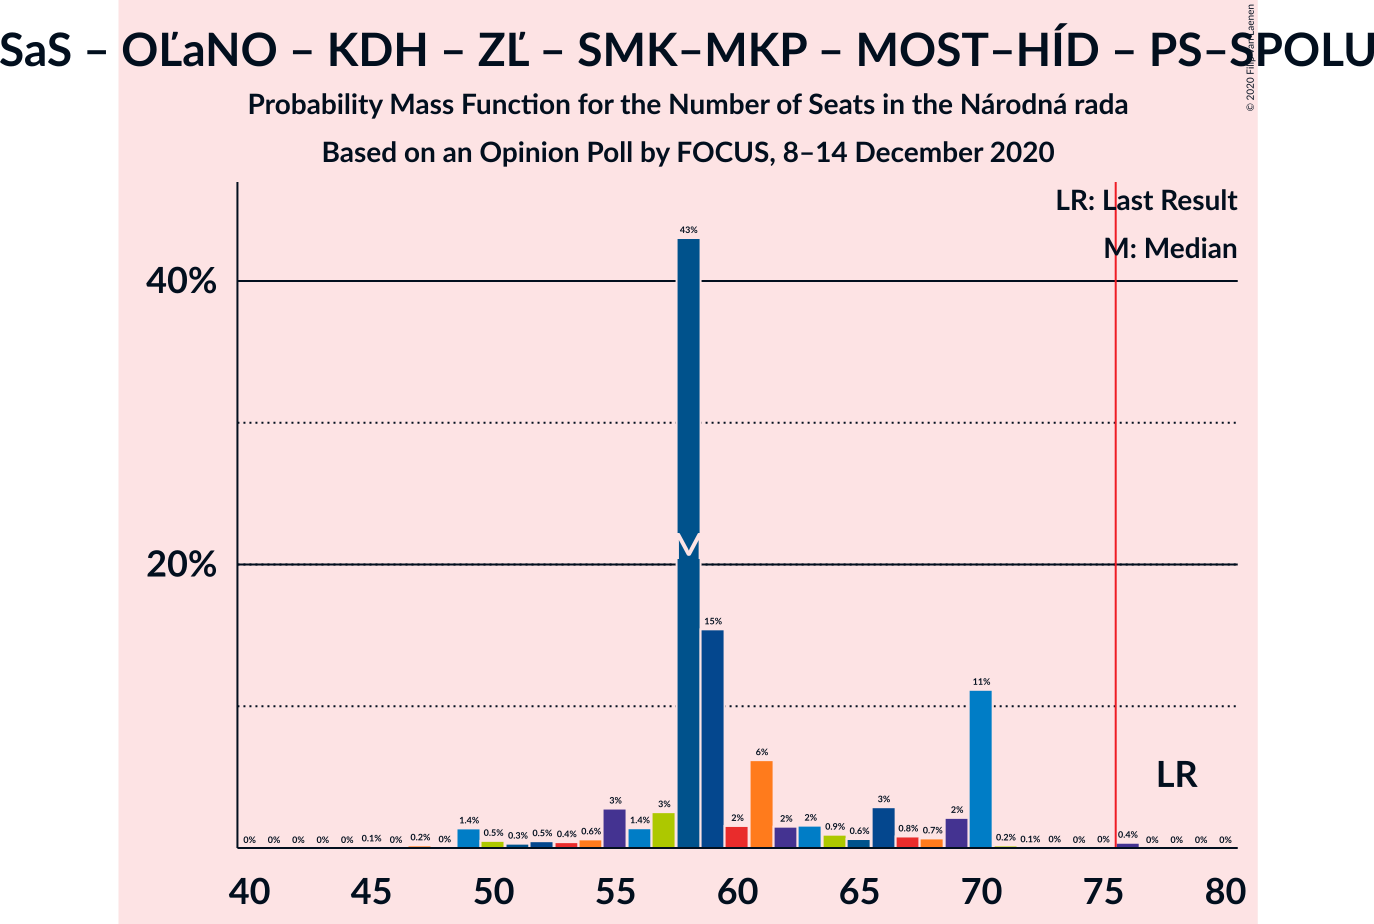 SaS – OĽaNO – KDH – ZĽ – SMK–MKP – MOST–HÍD – PS–SPOLU
© 2020 Filip van Laenen
Probability Mass Function for the Number of Seats in the Národná rada
Based on an Opinion Poll by FOCUS, 8–14 December 2020
LR: Last Result
M: Median
40%
20%
M
LR
0% 0% 0% 0% 0% 0.1% 0% 0.2% 0% 1.4% 0.5% 0.3% 0.5% 0.4% 0.6% 3% 1.4% 3% 43% 15% 2% 6% 2% 2% 0.9% 0.6% 3% 0.8% 0.7% 2% 11% 0.2% 0.1% 0% 0% 0% 0.4% 0% 0% 0% 0%
40 45 50 55 60 65 70 75 80